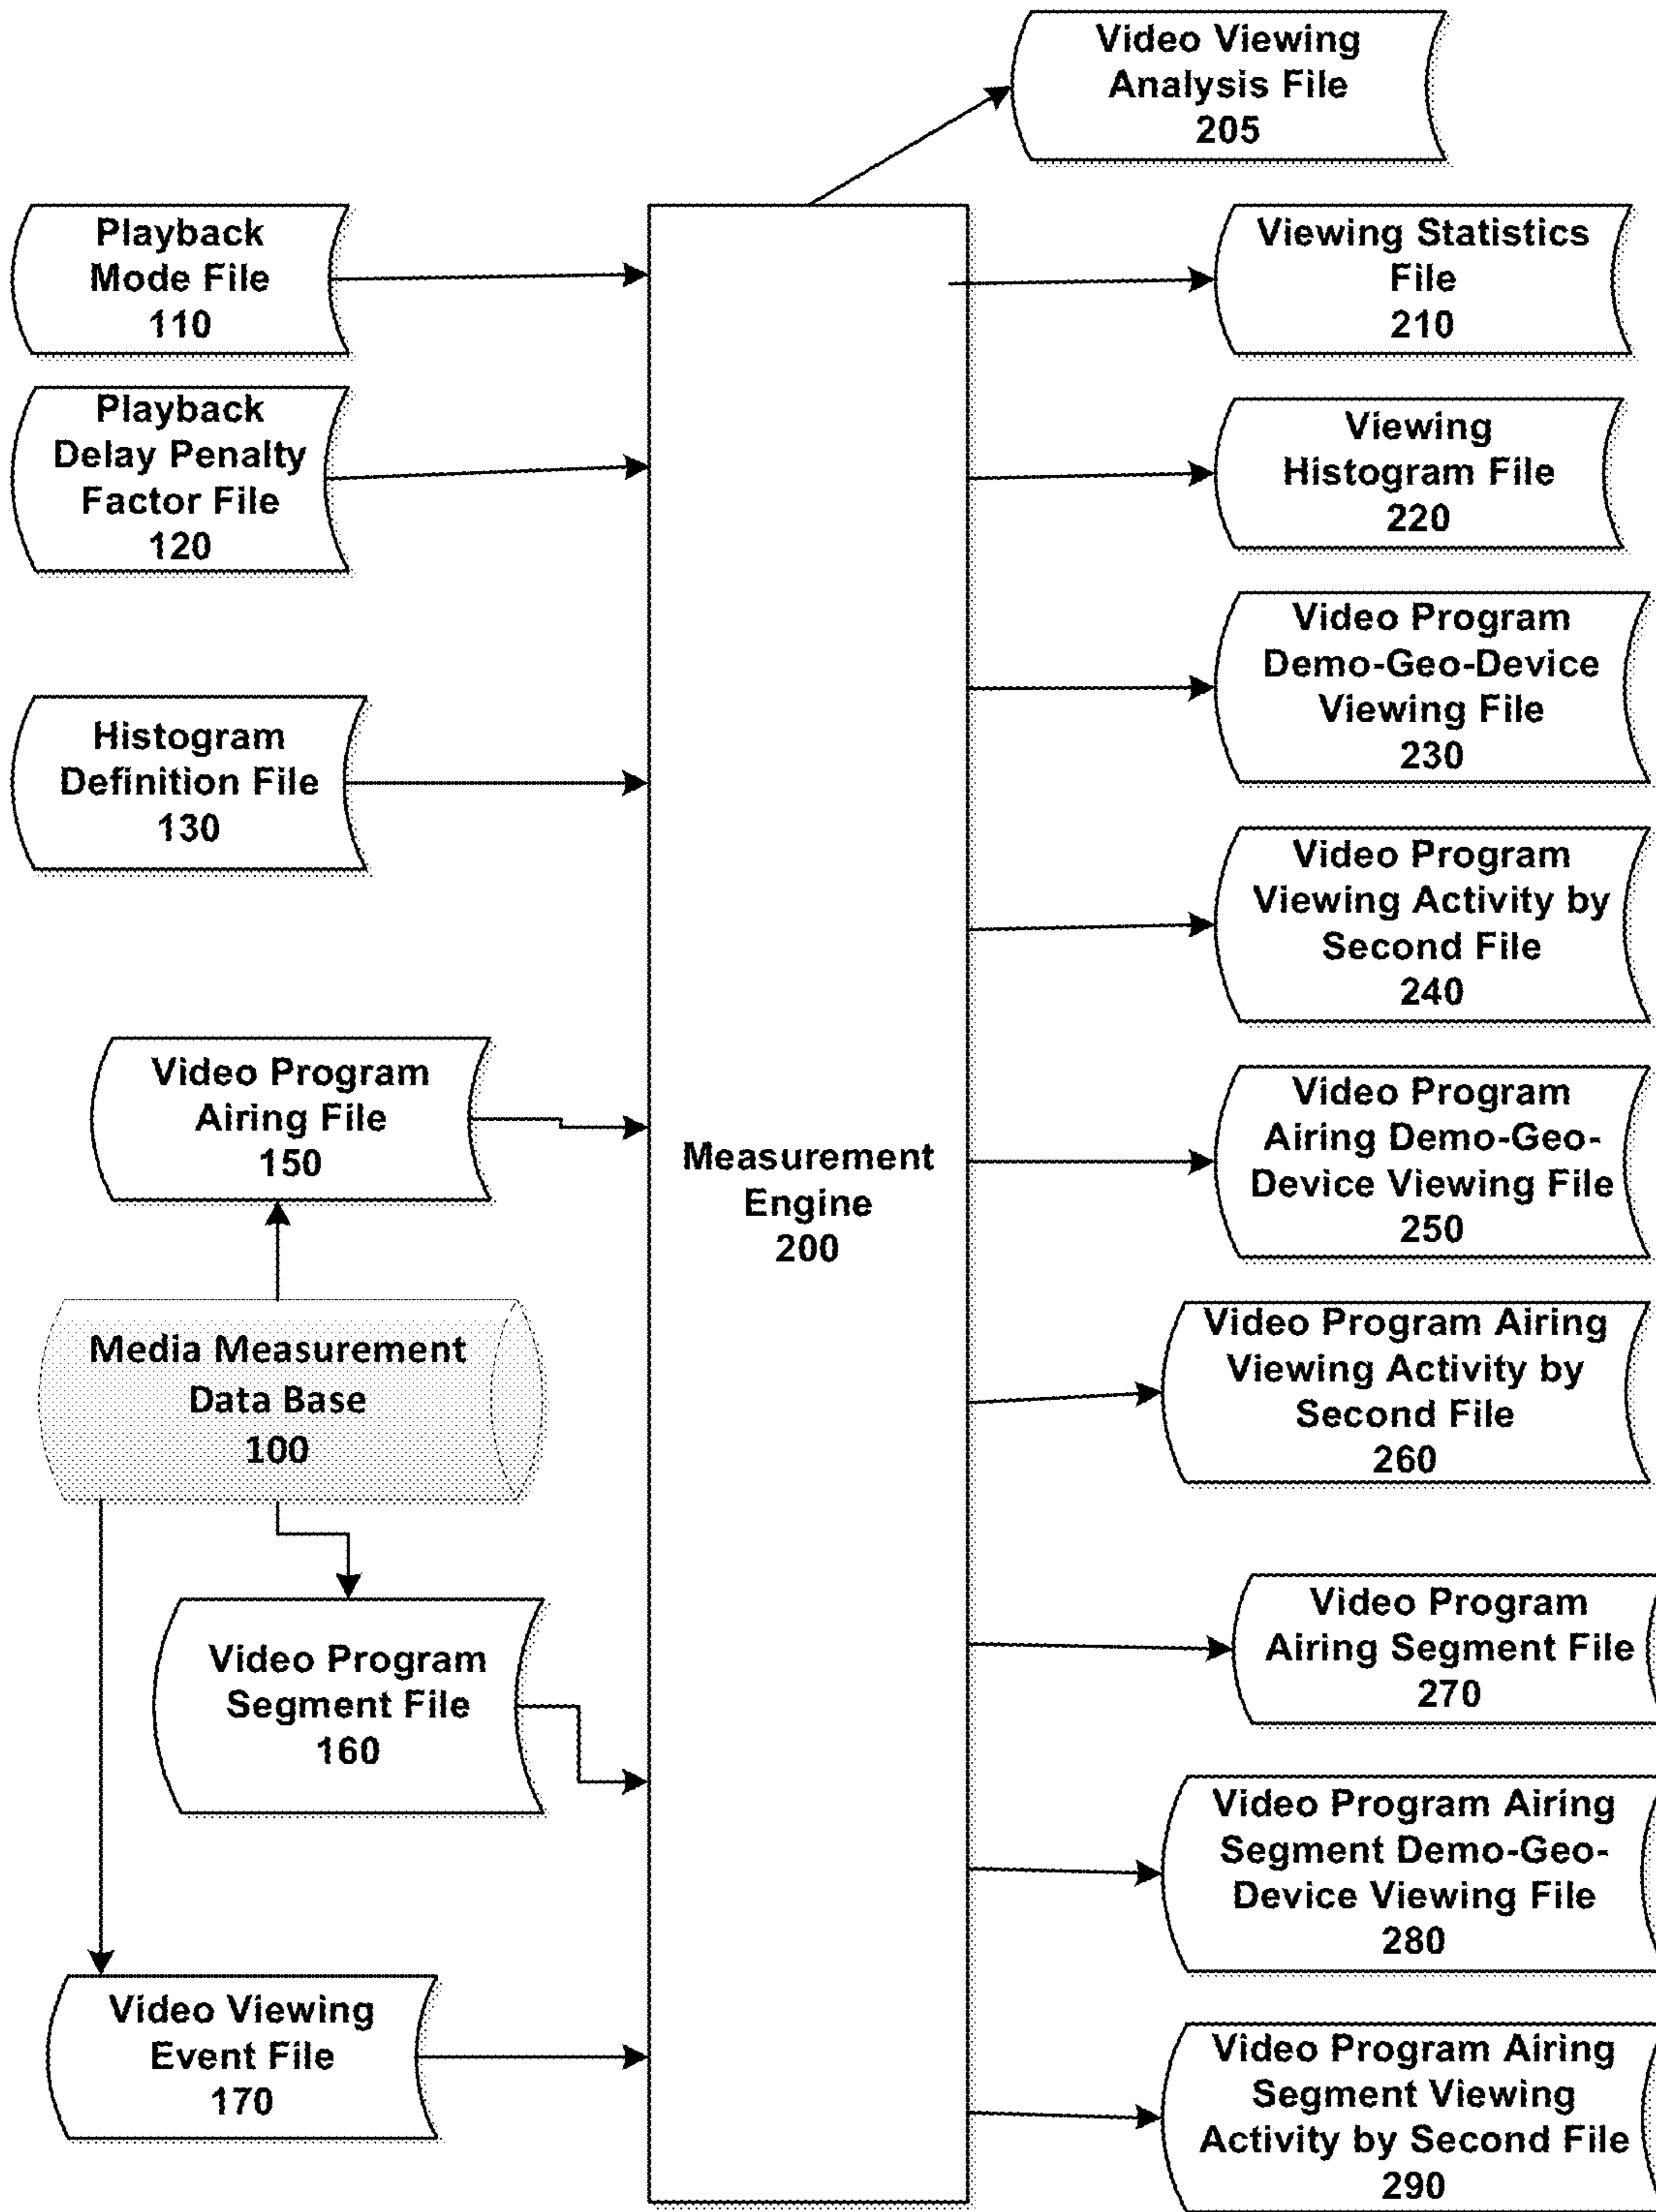 Video Viewing
Analysis File
205
Playback
Mode File
110
Playback
Delay Penalty
Factor File
120
Histogram
Definition File
130
Video Program
Airing File
150
Media Measurement
Data Base
100
Video Program
Segment File
160
Video Viewing
Event File
170
Measurement
Engine
200
Viewing Statistics
File
210
Viewing
Histogram File
220
Video Program
Demo-Geo-Device
Viewing File
230
Video Program
Viewing Activity by
Second File
240
Video Program
Airing Demo-Geo-
Device Viewing File
250
Video Program Airing
Viewing Activity by
Second File
260
Video Program
Airing Segment File
270
Video Program Airing
Segment Demo-Geo-
Device Viewing File
280
Video Program Airing
Segment Viewing
Activity by Second File
290